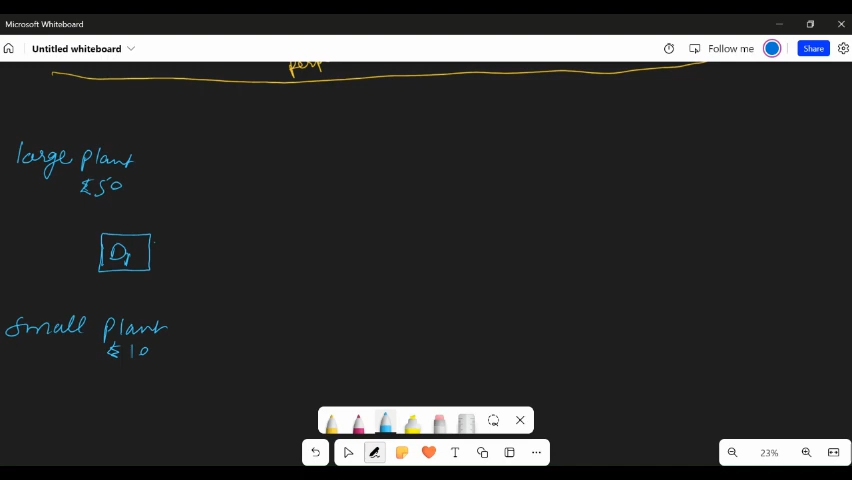 Microsoft Whiteboard
Untitled whiteboard
Follow me
Share
large plant
₹50
D1
Small plant
₹10
T
23%